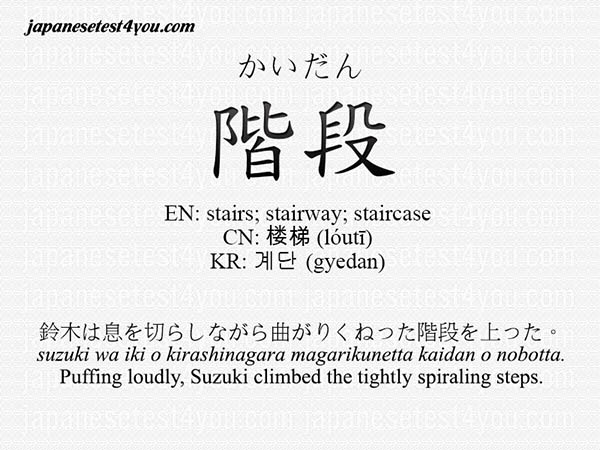 japanesetest4you.com
かいだん
階段
EN: stairs; stairway; staircase
CN: 楼梯 (lóutī)
KR: 계단 (gyedan)
鈴木は息を切らしながら曲がりくねった階段を上った。
suzuki wa iki o kirashinagara magarikunetta kaidan o nobotta.
Puffing loudly, Suzuki climbed the tightly spiraling steps.